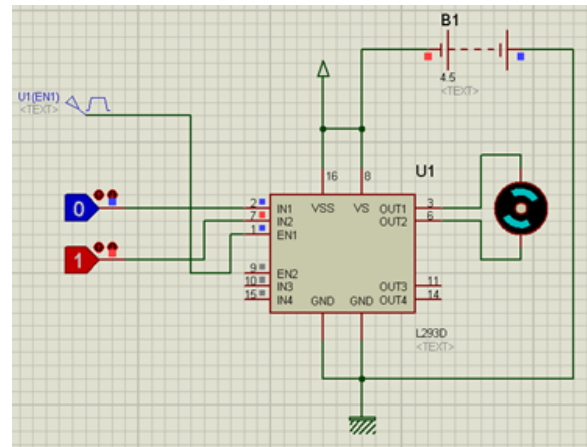 B1
4.5
<TEXT>
U1(EN1)
<TEXT>
16
8
U1
0
2
IN1
VSS
VS
OUT1
3
7
IN2
OUT2
6
1
EN1
1
9
EN2
10
IN3
OUT3
11
15
IN4
GND
GND
OUT4
14
L293D
<TEXT>